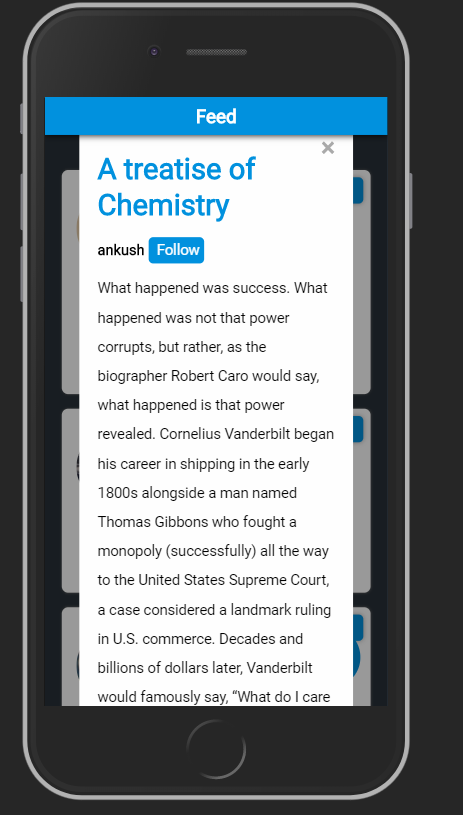 Feed
×
A treatise of
Chemistry
ankush Follow
What happened was success. What
happened was not that power
corrupts, but rather, as the
biographer Robert Caro would say,
what happened is that power
revealed. Cornelius Vanderbilt began
his career in shipping in the early
1800s alongside a man named
Thomas Gibbons who fought a
monopoly (successfully) all the way
to the United States Supreme Court,
a case considered a landmark ruling
in U.S. commerce. Decades and
billions of dollars later, Vanderbilt
would famously say, “What do I care